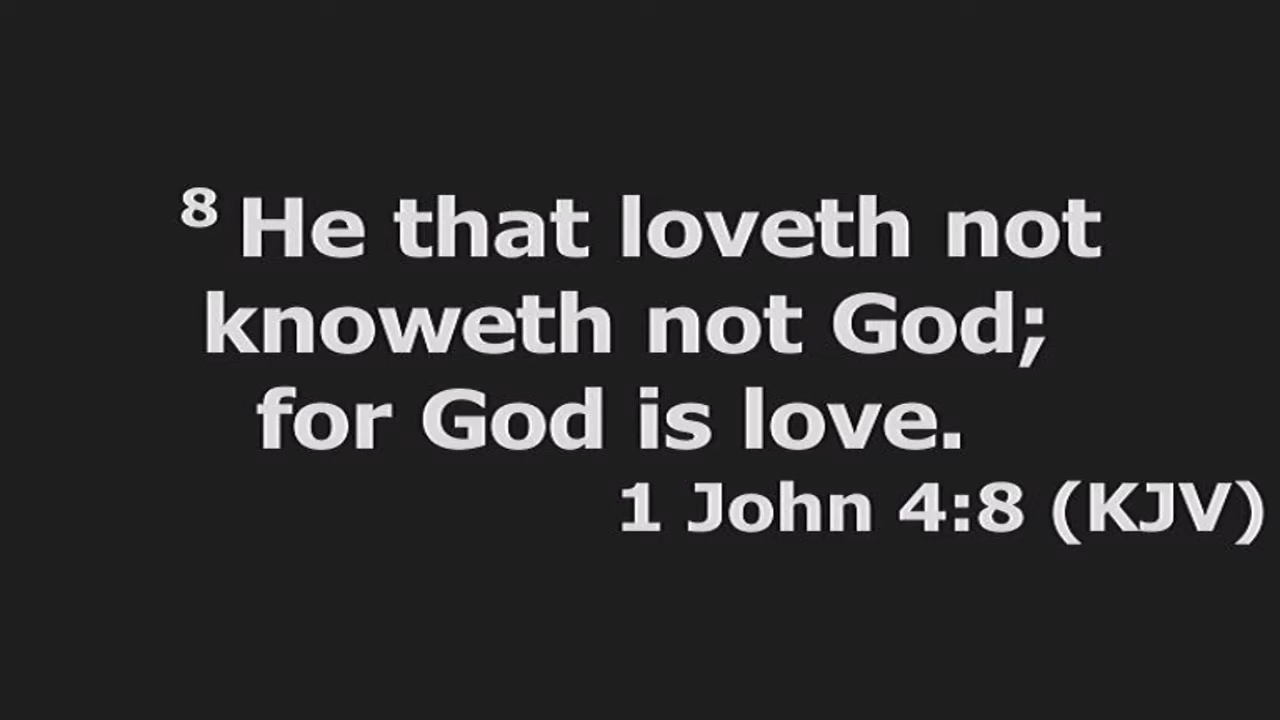 8 He that loveth not
knoweth not God;
for God is love.
1 John 4:8 (KJV)